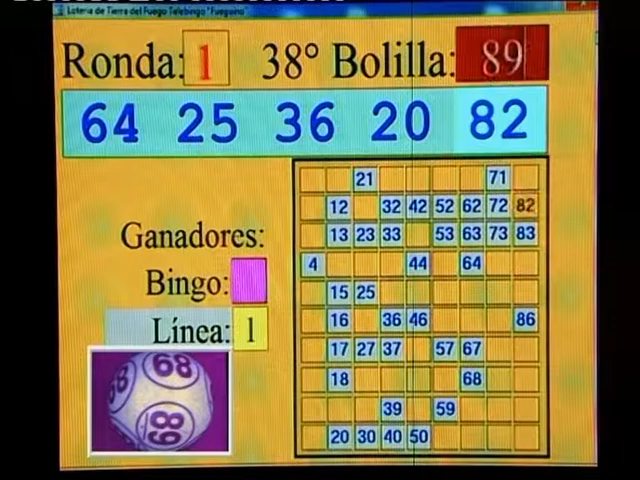 Loteria de Tierra del Fuego Telebingo "Fueguino"
Ronda: 1 38° Bolilla: 89
64 25 36 20 82
21 71
12 32 42 52 62 72 82
Ganadores:
13 23 33 53 63 73 83
4 44 64
Bingo:
15 25
Línea: 1
16 36 46 86
17 27 37 57 67
18 68
39 59
20 30 40 50
68
68
89